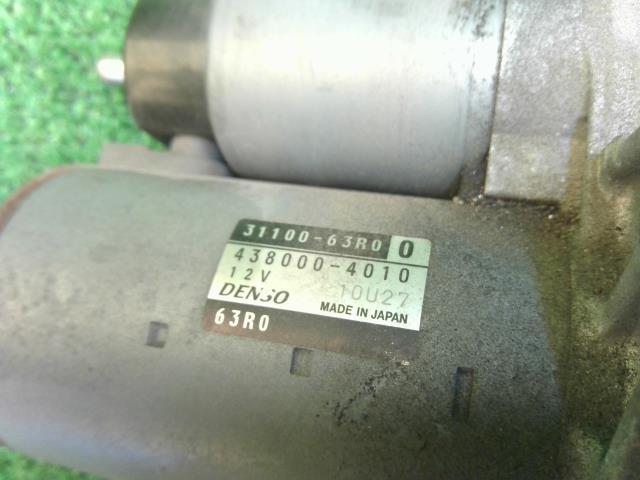 31100-63R0 0
438000-4010
12V 10U27
DENSO MADE IN JAPAN
63R0